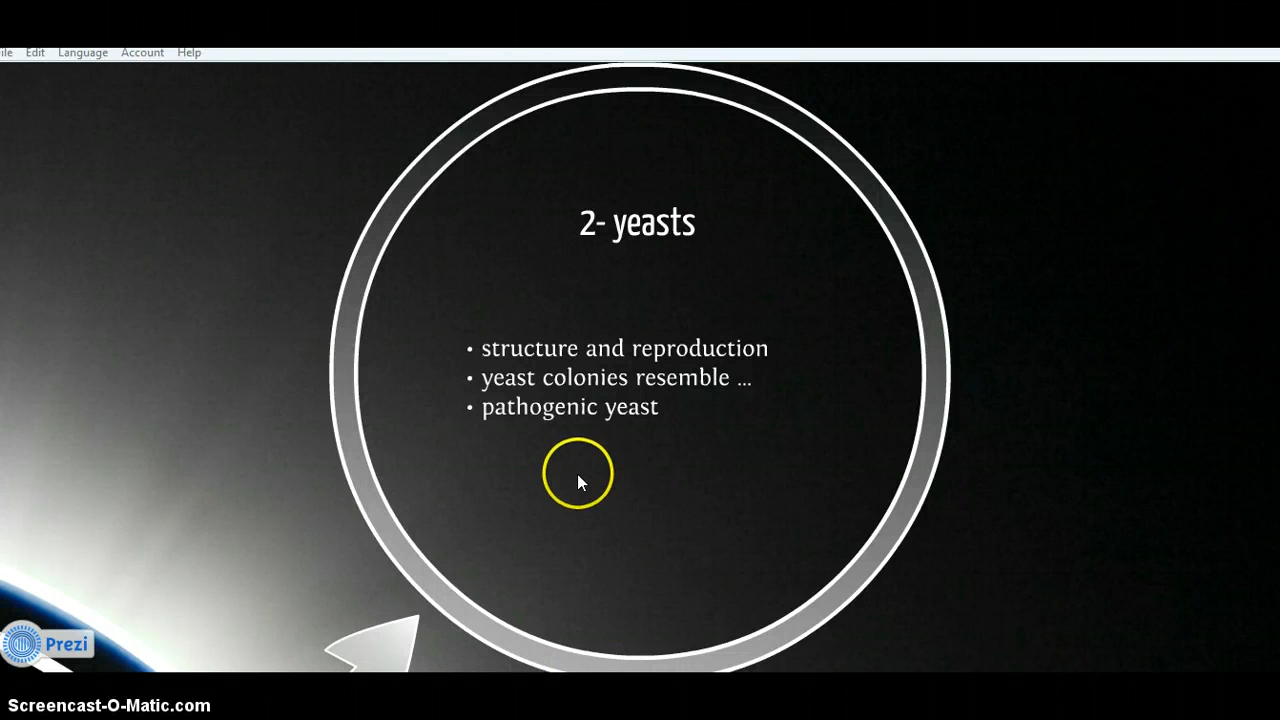 ile Edit Language Account Help
2- yeasts
• structure and reproduction
• yeast colonies resemble ...
• pathogenic yeast
Prezi
Screencast-O-Matic.com